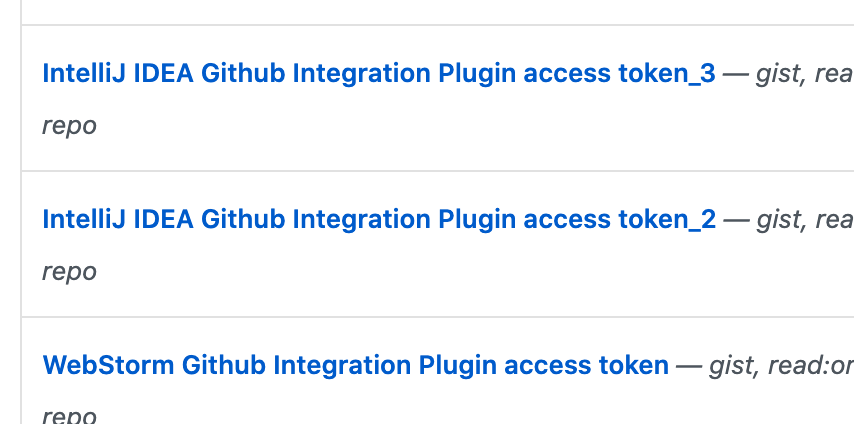 IntelliJ IDEA Github Integration Plugin access token_3 — gist, rea
repo
IntelliJ IDEA Github Integration Plugin access token_2 — gist, rea
repo
WebStorm Github Integration Plugin access token — gist, read:or
repo